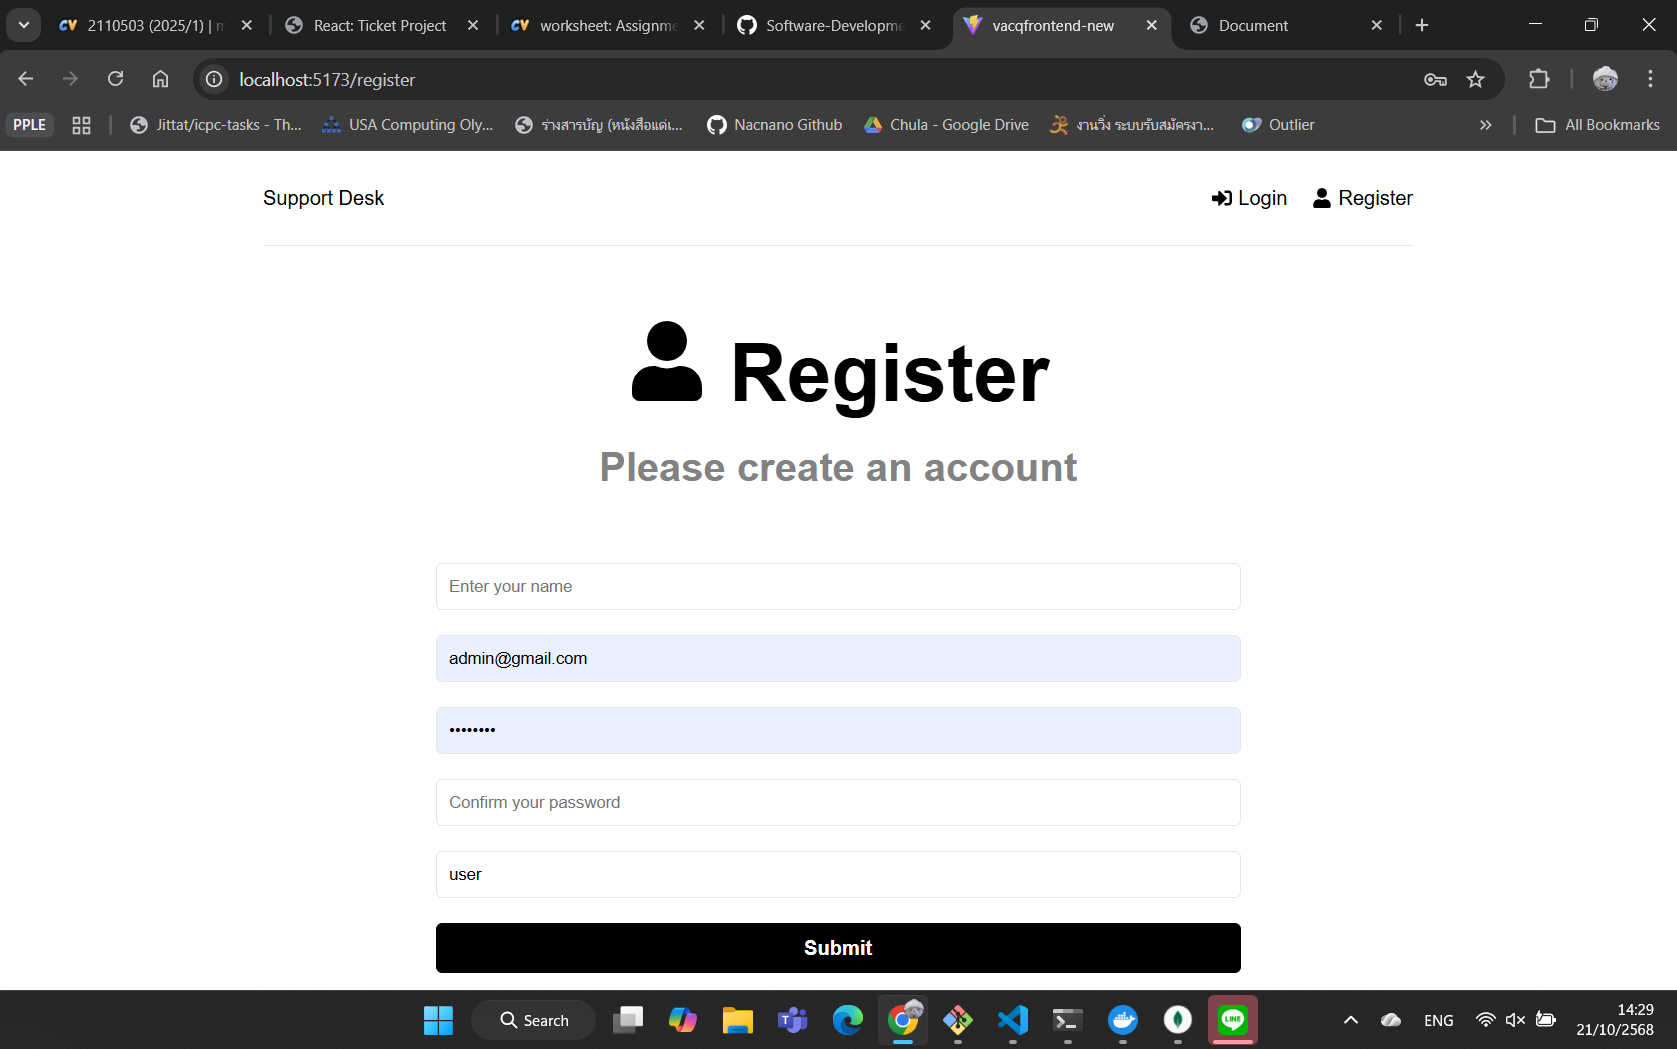 2110503 (2025/1) | m
React: Ticket Project
worksheet: Assignme
Software-Developme
vacqfrontend-new
Document
localhost:5173/register
PPLE
Jittat/icpc-tasks - Th...
USA Computing Oly...
ร่างสารบัญ (หนังสือแด่เ...
Nacnano Github
Chula - Google Drive
งานวิ่ง ระบบรับสมัครงา...
Outlier
All Bookmarks
Support Desk
Login
Register
Register
Please create an account
Enter your name
admin@gmail.com
••••••••
Confirm your password
user
Submit
Search
LINE
ENG
14:29
21/10/2568